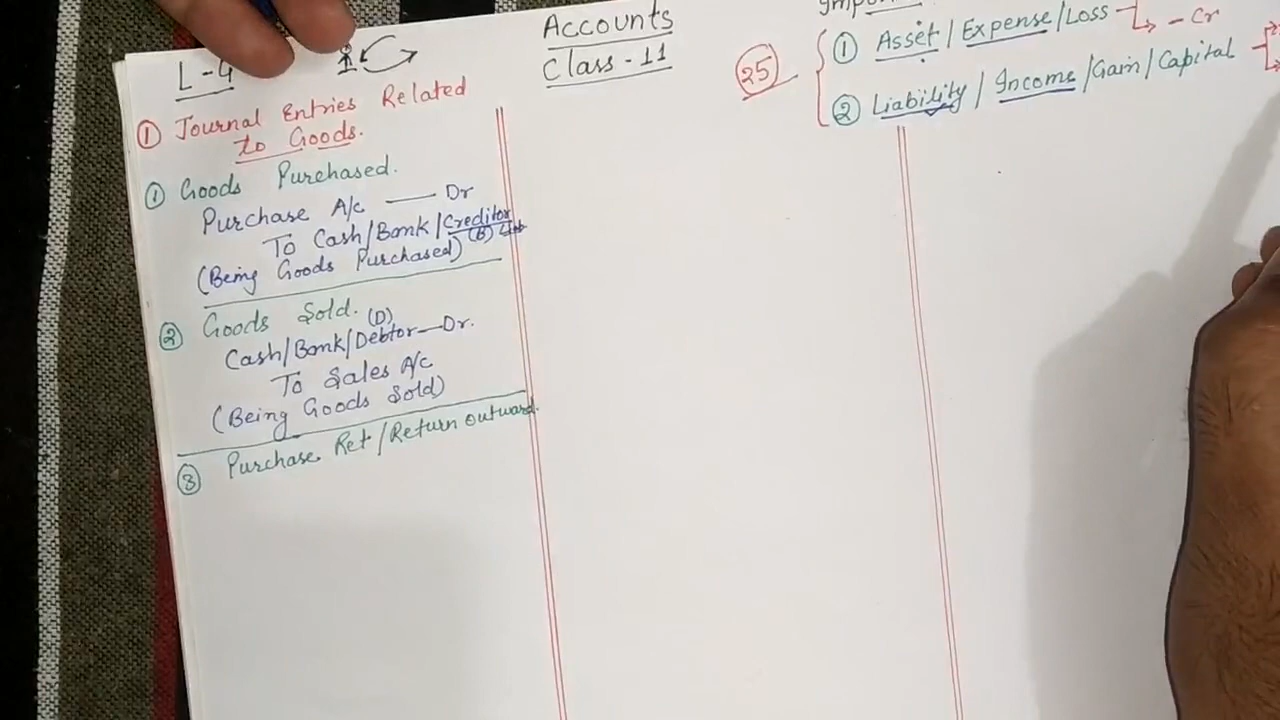 Accounts
Class - 11
L-4
① Journal Entries Related
to Goods.
① Goods Purchased.
Purchase A/c —— Dr
To Cash/Bank/Creditor
(Being Goods Purchased)
② Goods Sold.
(D)
Cash/Bank/Debtor—Dr.
To Sales A/c
(Being Goods Sold)
③ Purchase Ret/Return outward.
25
① Asset/Expense/Loss
- Cr
② Liability/Income/Gain/Capital